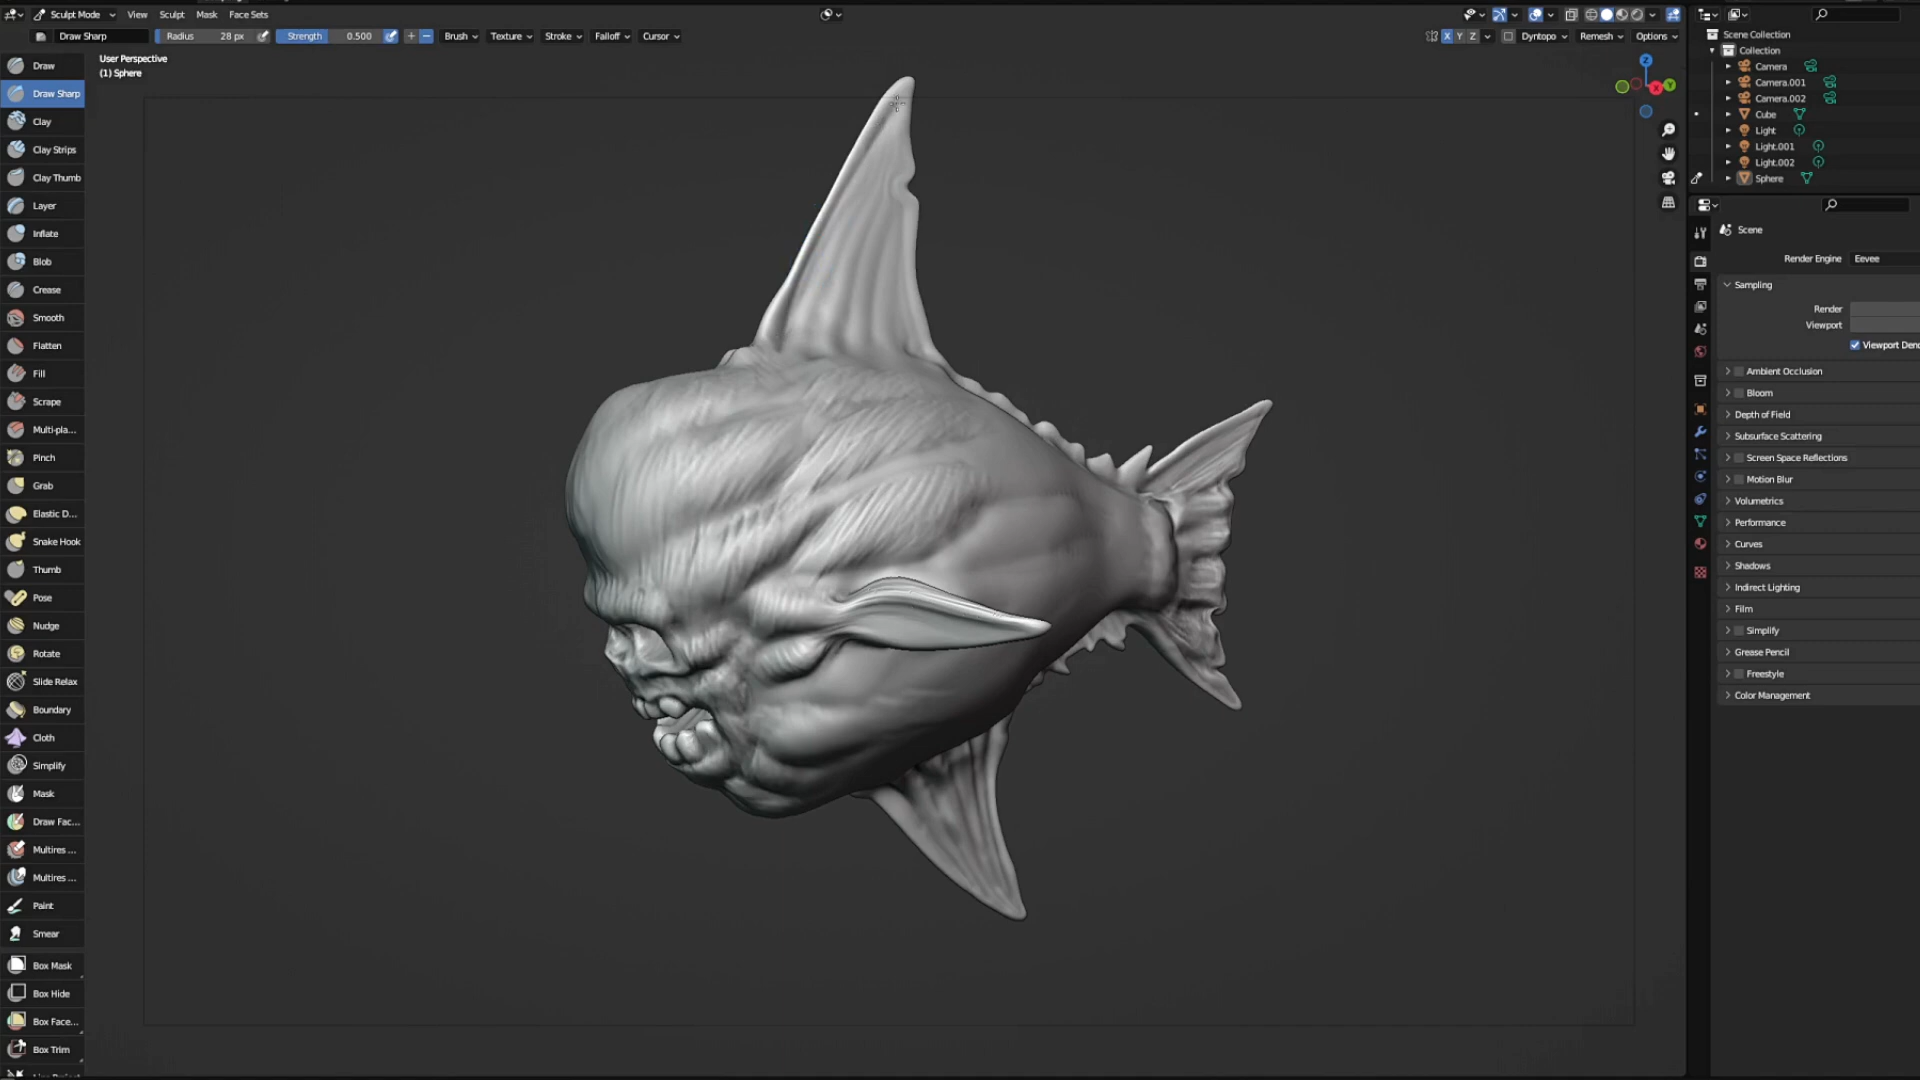 Sculpt Mode View Sculpt Mask Face Sets
Draw Sharp Radius 28 px Strength 0.500 Brush Texture Stroke Falloff Cursor X Y Z Dyntopo Remesh Options
User Perspective
(1) Sphere
Draw
Draw Sharp
Clay
Clay Strips
Clay Thumb
Layer
Inflate
Blob
Crease
Smooth
Flatten
Fill
Scrape
Multi-pla...
Pinch
Grab
Elastic D...
Snake Hook
Thumb
Pose
Nudge
Rotate
Slide Relax
Boundary
Cloth
Simplify
Mask
Draw Fac...
Multires ...
Multires ...
Paint
Smear
Box Mask
Box Hide
Box Face...
Box Trim
Z
X
Y
Scene Collection
Collection
Camera
Camera.001
Camera.002
Cube
Light
Light.001
Light.002
Sphere
Scene
Render Engine Eevee
Sampling
Render
Viewport
Viewport Deno
Ambient Occlusion
Bloom
Depth of Field
Subsurface Scattering
Screen Space Reflections
Motion Blur
Volumetrics
Performance
Curves
Shadows
Indirect Lighting
Film
Simplify
Grease Pencil
Freestyle
Color Management